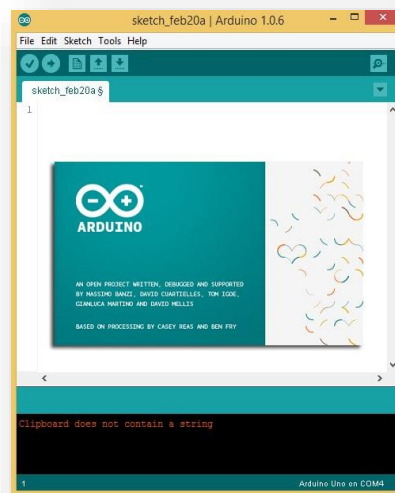 sketch_feb20a | Arduino 1.0.6
File Edit Sketch Tools Help
sketch_feb20a §
1
ARDUINO
AN OPEN PROJECT WRITTEN, DEBUGGED AND SUPPORTED
BY MASSIMO BANZI, DAVID CUARTIELLES, TOM IGOE,
GIANLUCA MARTINO AND DAVID MELLIS
BASED ON PROCESSING BY CASEY REAS AND BEN FRY
Clipboard does not contain a string
1
Arduino Uno on COM4